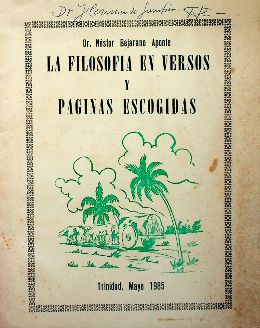 Dr. Néstor Bejarano Aponte
LA FILOSOFIA EN VERSOS
Y
PAGINAS ESCOGIDAS
Trinidad, Mayo 1985